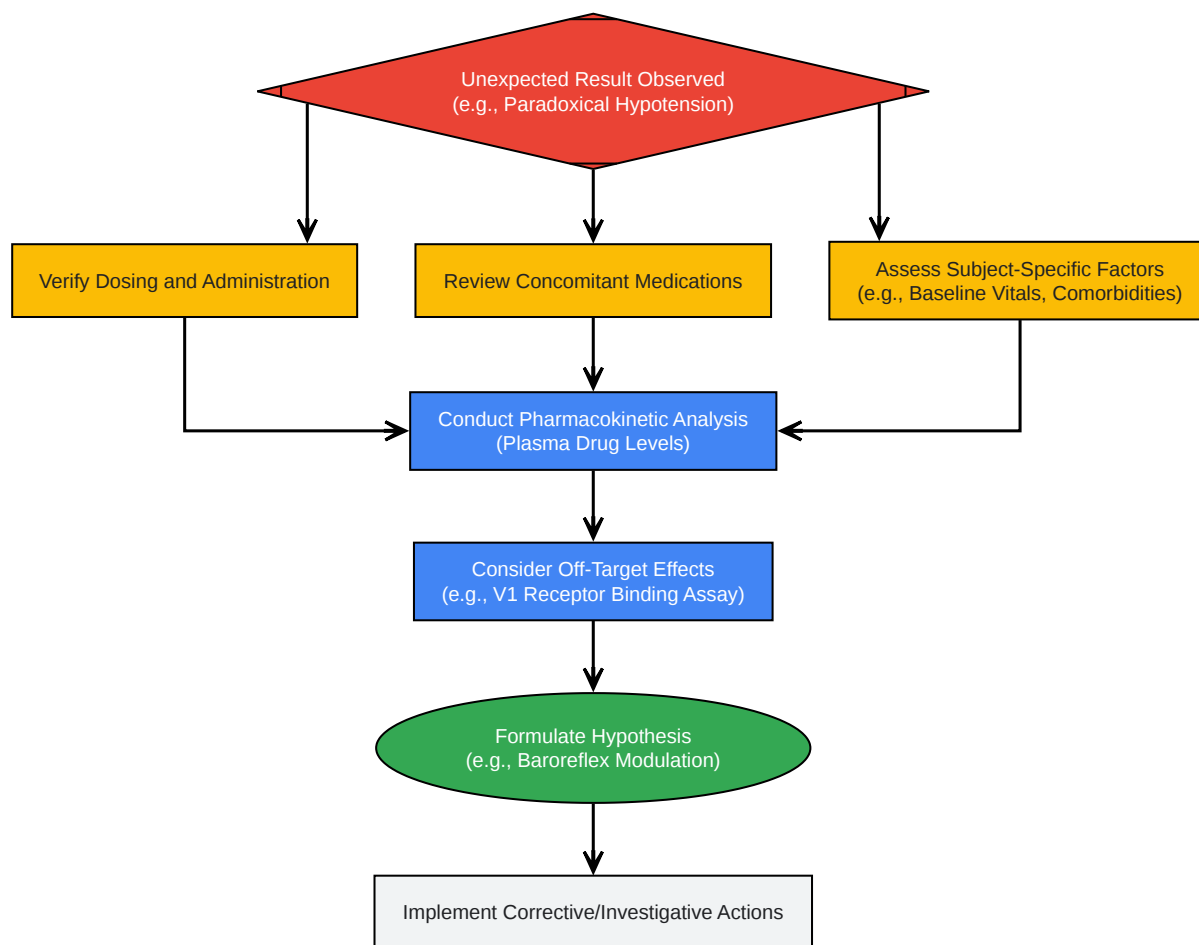 Unexpected Result Observed
(e.g., Paradoxical Hypotension)
Verify Dosing and Administration
Review Concomitant Medications
Assess Subject-Specific Factors
(e.g., Baseline Vitals, Comorbidities)
Conduct Pharmacokinetic Analysis
(Plasma Drug Levels)
Consider Off-Target Effects
(e.g., V1 Receptor Binding Assay)
Formulate Hypothesis
(e.g., Baroreflex Modulation)
Implement Corrective/Investigative Actions